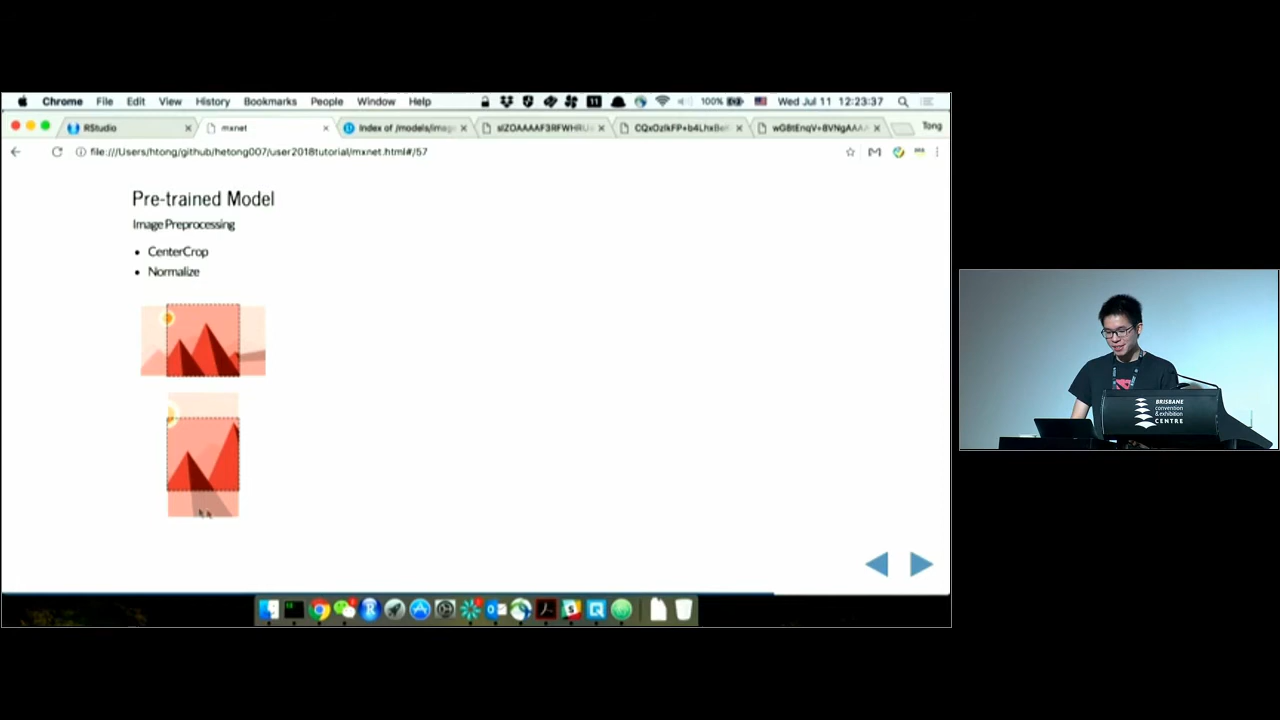 Chrome File Edit View History Bookmarks People Window Help 11 100% Wed Jul 11 12:23:37
RStudio mxnet Index of /models/imag Tong
file:///Users/htong/github/hetong007/user2018tutorial/mxnet.html#/57
Pre-trained Model
Image Preprocessing
CenterCrop
Normalize
BRISBANE
convention
& exhibition
CENTRE